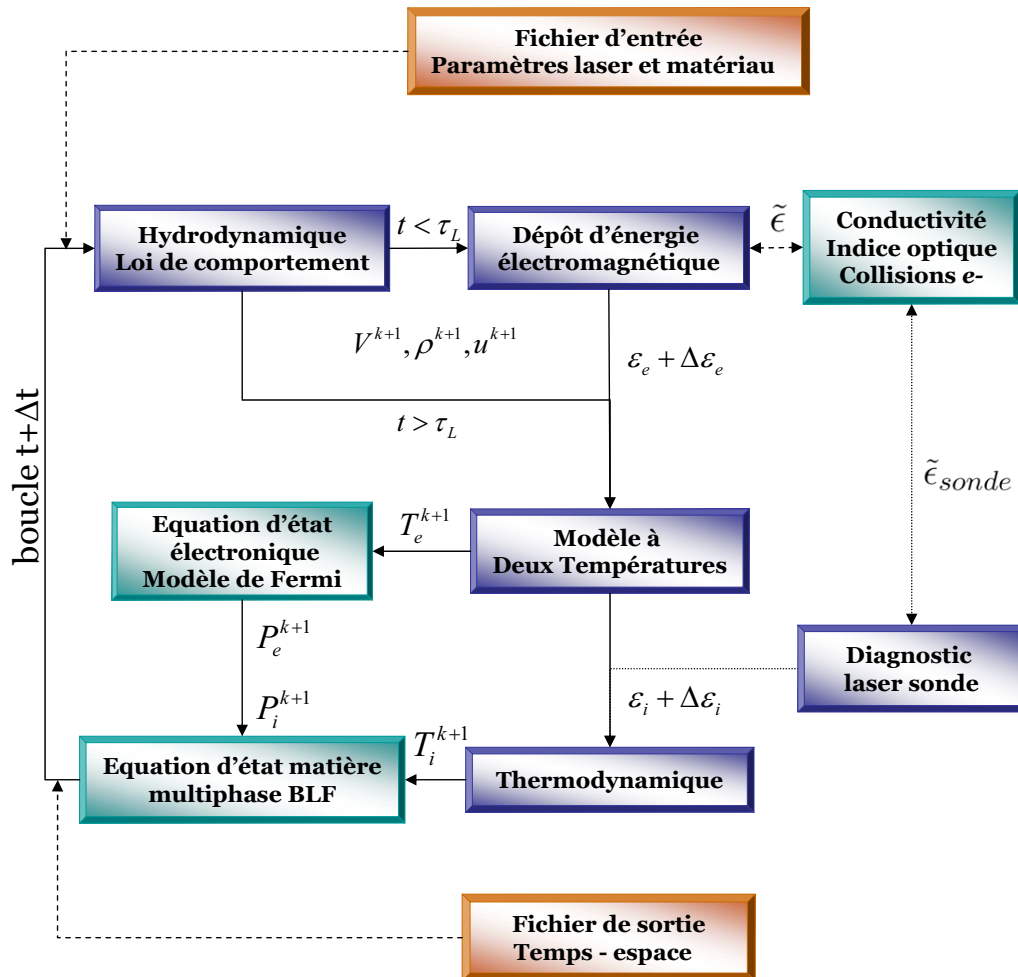 Fichier d'entrée
Paramètres laser et matériau
Hydrodynamique
Loi de comportement
t < τ_L
Dépôt d'énergie
électromagnétique
ϵ̃
Conductivité
Indice optique
Collisions e-
V^{k+1}, ρ^{k+1}, u^{k+1}
ε_e + Δε_e
t > τ_L
boucle t+Δt
ϵ̃_{sonde}
Equation d'état
électronique
Modèle de Fermi
T_e^{k+1}
Modèle à
Deux Températures
P_e^{k+1}
P_i^{k+1}
Diagnostic
laser sonde
ε_i + Δε_i
Equation d'état matière
multiphase BLF
T_i^{k+1}
Thermodynamique
Fichier de sortie
Temps - espace